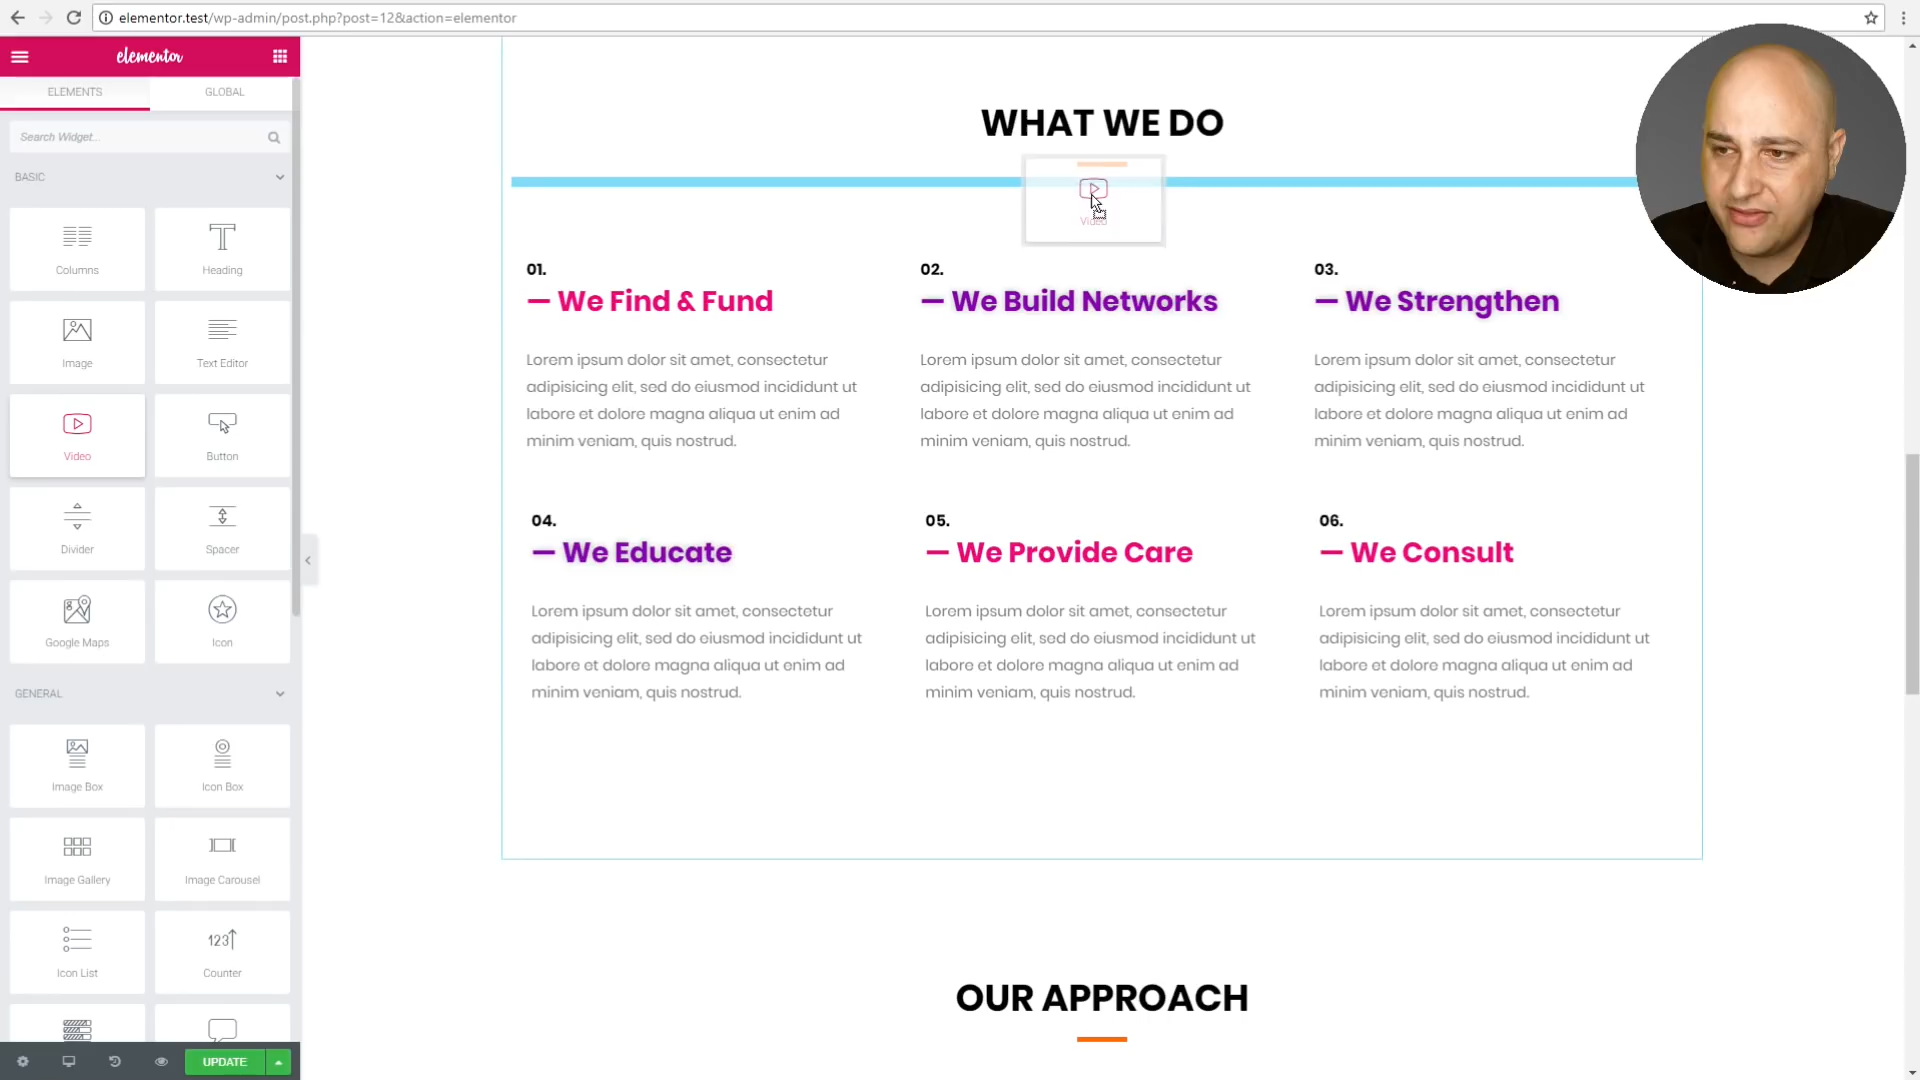 elementor.test/wp-admin/post.php?post=12&action=elementor
elementor
ELEMENTS
GLOBAL
Search Widget...
BASIC
Columns
Heading
Image
Text Editor
Video
Button
Divider
Spacer
Google Maps
Icon
GENERAL
Image Box
Icon Box
Image Gallery
Image Carousel
Icon List
123
Counter
UPDATE
WHAT WE DO
Video
01.
— We Find & Fund
Lorem ipsum dolor sit amet, consectetur
adipisicing elit, sed do eiusmod incididunt ut
labore et dolore magna aliqua ut enim ad
minim veniam, quis nostrud.
02.
— We Build Networks
Lorem ipsum dolor sit amet, consectetur
adipisicing elit, sed do eiusmod incididunt ut
labore et dolore magna aliqua ut enim ad
minim veniam, quis nostrud.
03.
— We Strengthen
Lorem ipsum dolor sit amet, consectetur
adipisicing elit, sed do eiusmod incididunt ut
labore et dolore magna aliqua ut enim ad
minim veniam, quis nostrud.
04.
— We Educate
Lorem ipsum dolor sit amet, consectetur
adipisicing elit, sed do eiusmod incididunt ut
labore et dolore magna aliqua ut enim ad
minim veniam, quis nostrud.
05.
— We Provide Care
Lorem ipsum dolor sit amet, consectetur
adipisicing elit, sed do eiusmod incididunt ut
labore et dolore magna aliqua ut enim ad
minim veniam, quis nostrud.
06.
— We Consult
Lorem ipsum dolor sit amet, consectetur
adipisicing elit, sed do eiusmod incididunt ut
labore et dolore magna aliqua ut enim ad
minim veniam, quis nostrud.
OUR APPROACH